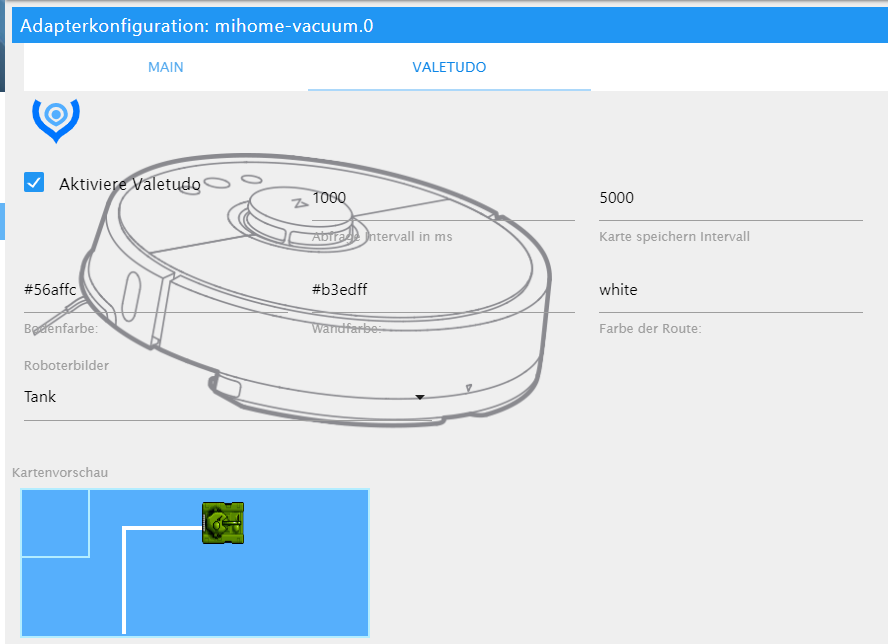 Adapterkonfiguration: mihome-vacuum.0
MAIN VALETUDO
Aktiviere Valetudo
1000 5000
Abfrage Intervall in ms Karte speichern Intervall
#56affc #b3edff white
Bodenfarbe: Wandfarbe: Farbe der Route:
Roboterbilder
Tank
Kartenvorschau